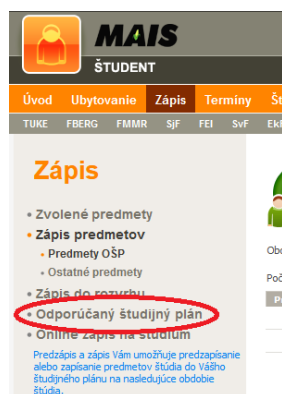 MAIS
ŠTUDENT
Úvod Ubytovanie Zápis Termíny
TUKE FBERG FMMR SjF FEI SvF
Zápis
• Zvolené predmety
• Zápis predmetov
• Predmety OŠP
• Ostatné predmety
• Zápis do rozvrhu
• Odporúčaný študijný plán
• Online zápis na štúdium
Predzápis a zápis Vám umožňuje predzapísanie
alebo zapísanie predmetov štúdia do Vášho
študijného plánu na nasledujúce obdobie
štúdia.